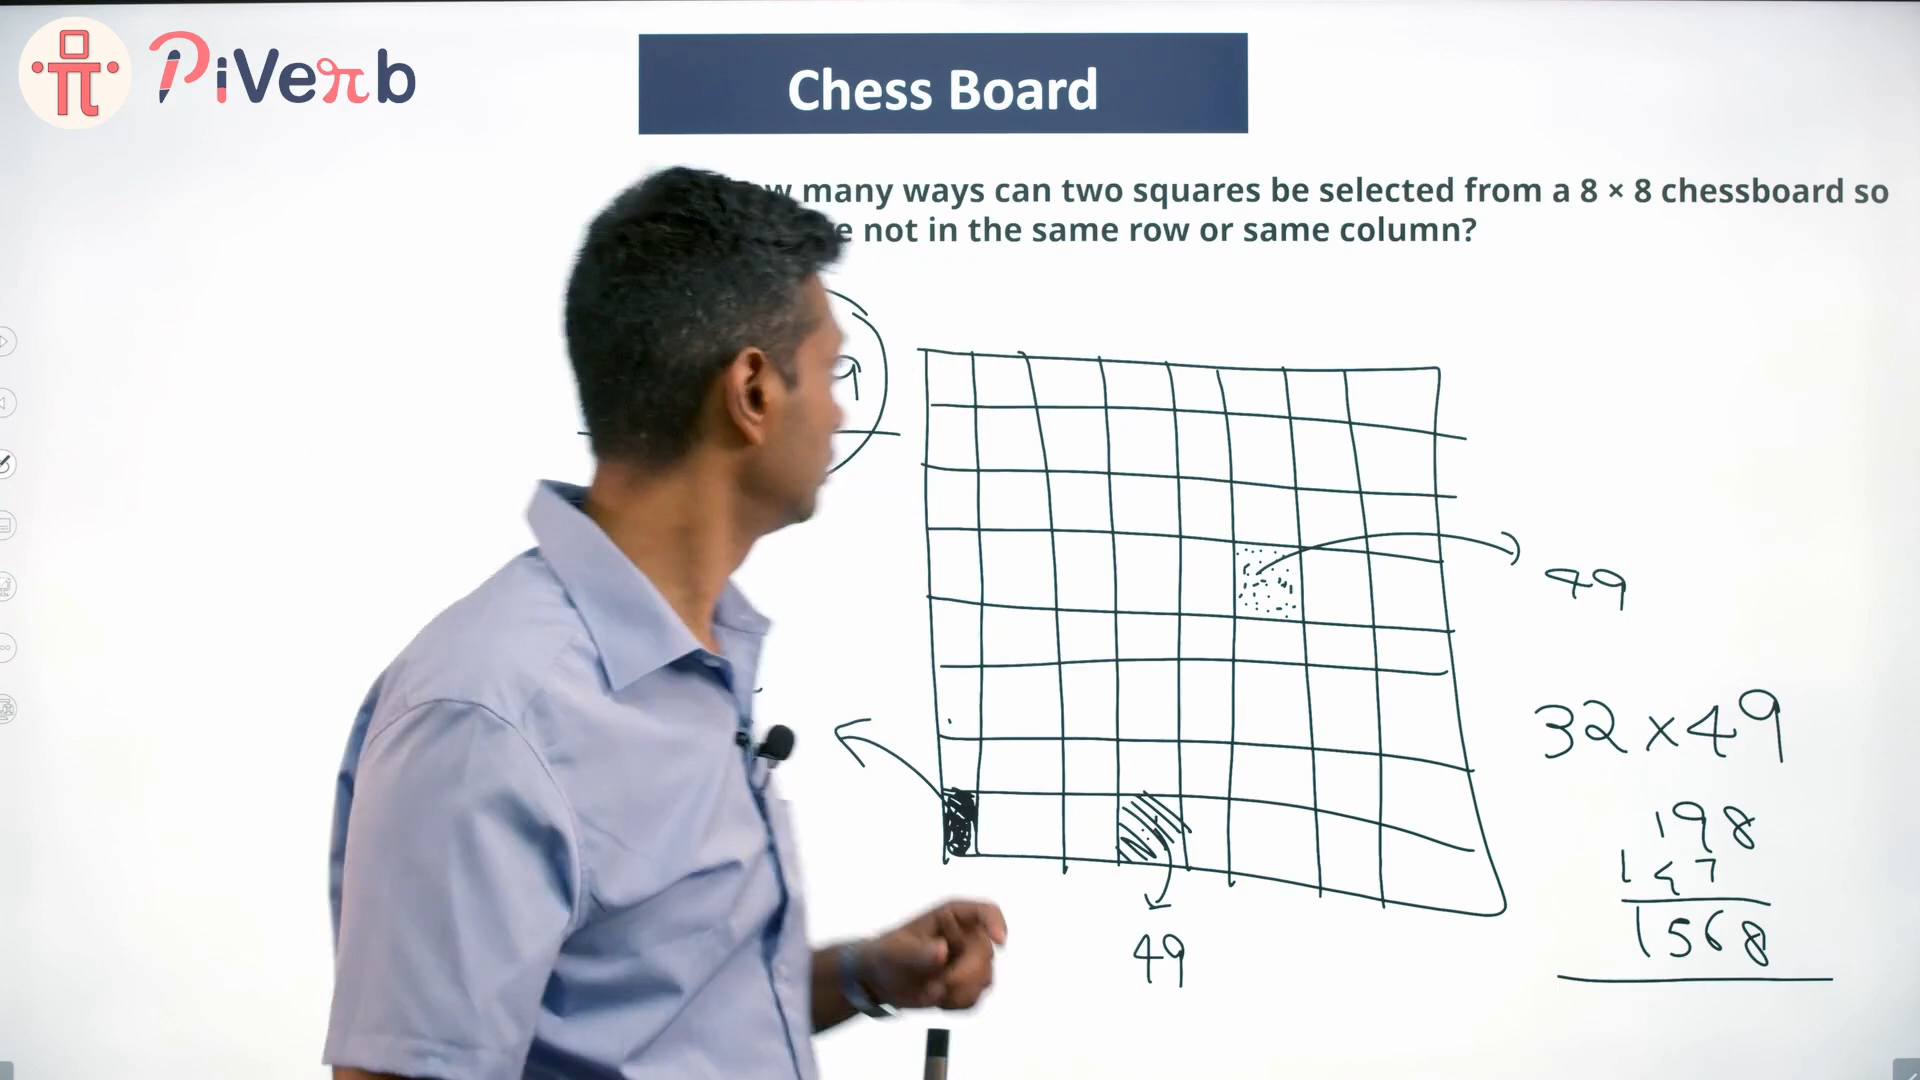 PiVerb
Chess Board
many ways can two squares be selected from a 8 × 8 chessboard so
not in the same row or same column?
9
49
32 × 49
198
147
1568
49